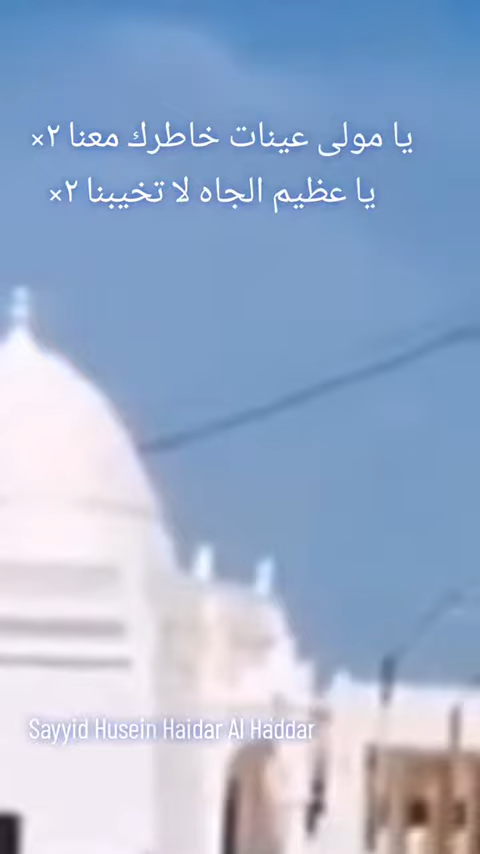 يا مولى عينات خاطرك معنا ٢×
يا عظيم الجاه لا تخيبنا ٢×
Sayyid Husein Haidar Al Haddar